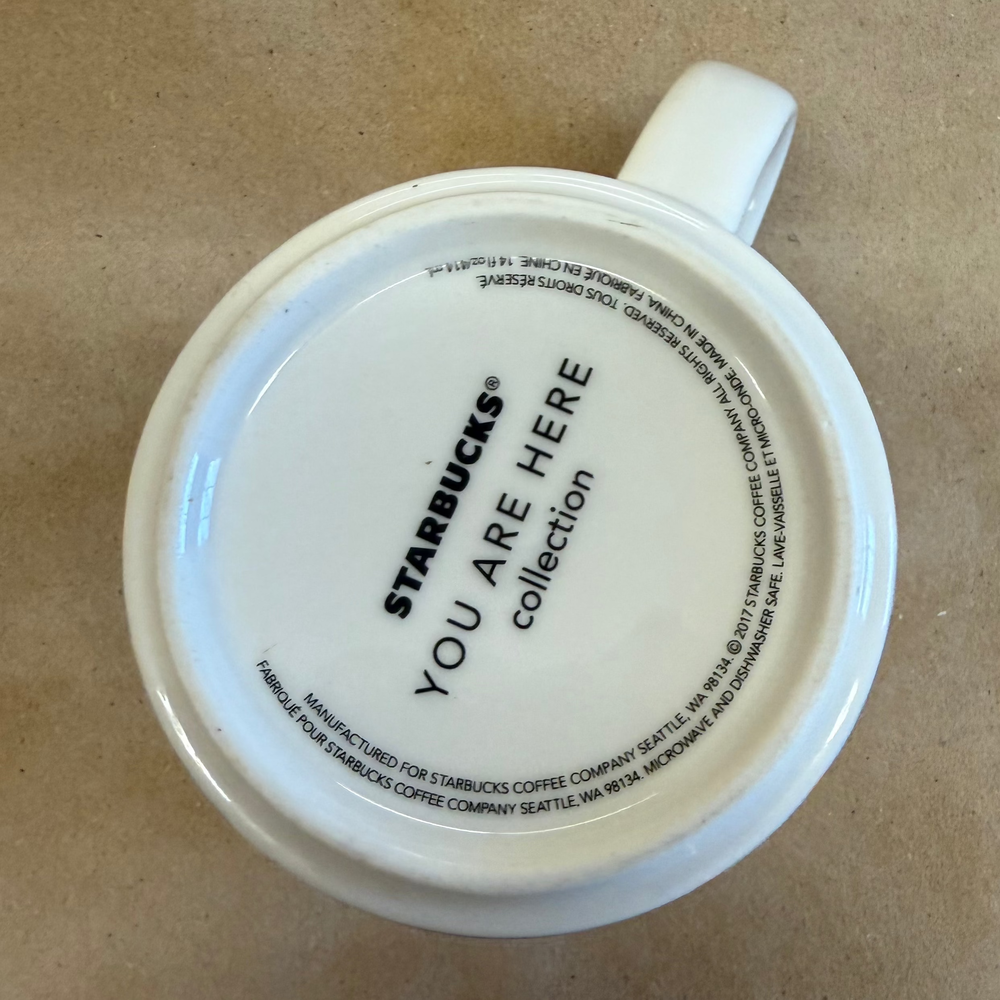 STARBUCKS®
YOU ARE HERE
collection
MANUFACTURED FOR STARBUCKS COFFEE COMPANY SEATTLE, WA 98134. © 2017 STARBUCKS COFFEE COMPANY ALL RIGHTS RESERVED. TOUS DROITS RÉSERVÉ.
FABRIQUÉ POUR STARBUCKS COFFEE COMPANY SEATTLE, WA 98134. MICROWAVE AND DISHWASHER SAFE. LAVE-VAISSELLE ET MICRO-ONDE. MADE IN CHINA. FABRIQUÉ EN CHINE. 14 fl oz/414 mL